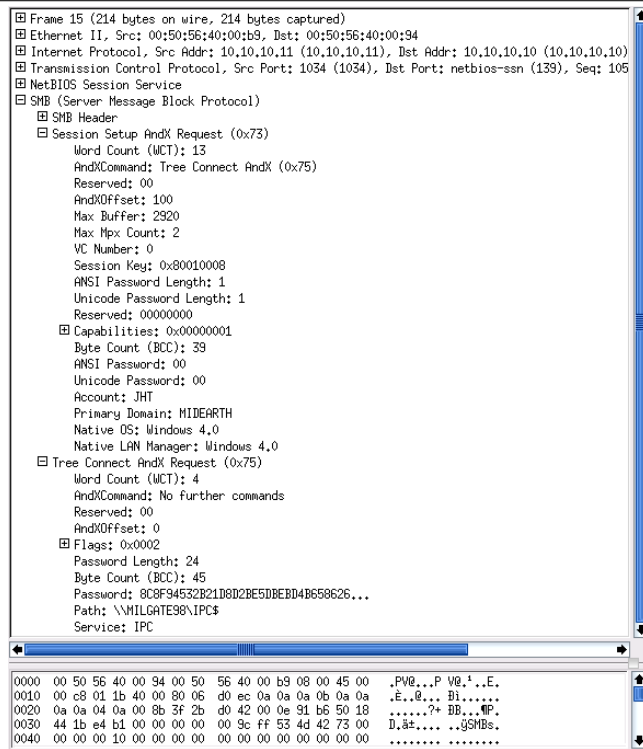 Frame 15 (214 bytes on wire, 214 bytes captured)
Ethernet II, Src: 00:50:56:40:00:b9, Dst: 00:50:56:40:00:94
Internet Protocol, Src Addr: 10.10.10.11 (10.10.10.11), Dst Addr: 10.10.10.10 (10.10.10.10)
Transmission Control Protocol, Src Port: 1034 (1034), Dst Port: netbios-ssn (139), Seq: 105
NetBIOS Session Service
SMB (Server Message Block Protocol)
SMB Header
Session Setup AndX Request (0x73)
Word Count (WCT): 13
AndXCommand: Tree Connect AndX (0x75)
Reserved: 00
AndXOffset: 100
Max Buffer: 2920
Max Mpx Count: 2
VC Number: 0
Session Key: 0x80010008
ANSI Password Length: 1
Unicode Password Length: 1
Reserved: 00000000
Capabilities: 0x00000001
Byte Count (BCC): 39
ANSI Password: 00
Unicode Password: 00
Account: JHT
Primary Domain: MIDEARTH
Native OS: Windows 4.0
Native LAN Manager: Windows 4.0
Tree Connect AndX Request (0x75)
Word Count (WCT): 4
AndXCommand: No further commands
Reserved: 00
AndXOffset: 0
Flags: 0x0002
Password Length: 24
Byte Count (BCC): 45
Password: 8C8F94532B21D8D2BE5DBEBD4B658626...
Path: \\MILGATE98\IPC$
Service: IPC
0000 00 50 56 40 00 94 00 50 56 40 00 b9 08 00 45 00 .PV@...P V@.¹..E.
0010 00 c8 01 1b 40 00 80 06 d0 ec 0a 0a 0a 0b 0a 0a .È..@... Ðì......
0020 0a 0a 04 0a 00 8b 3f 2b d0 42 00 0e 91 b6 50 18 ......?+ ÐB...¶P.
0030 44 1b e4 b1 00 00 00 00 00 9c ff 53 4d 42 73 00 D.ä±.... ..ÿSMBs.
0040 00 00 00 10 00 00 00 00 00 00 00 00 00 00 00 00 ........ ........